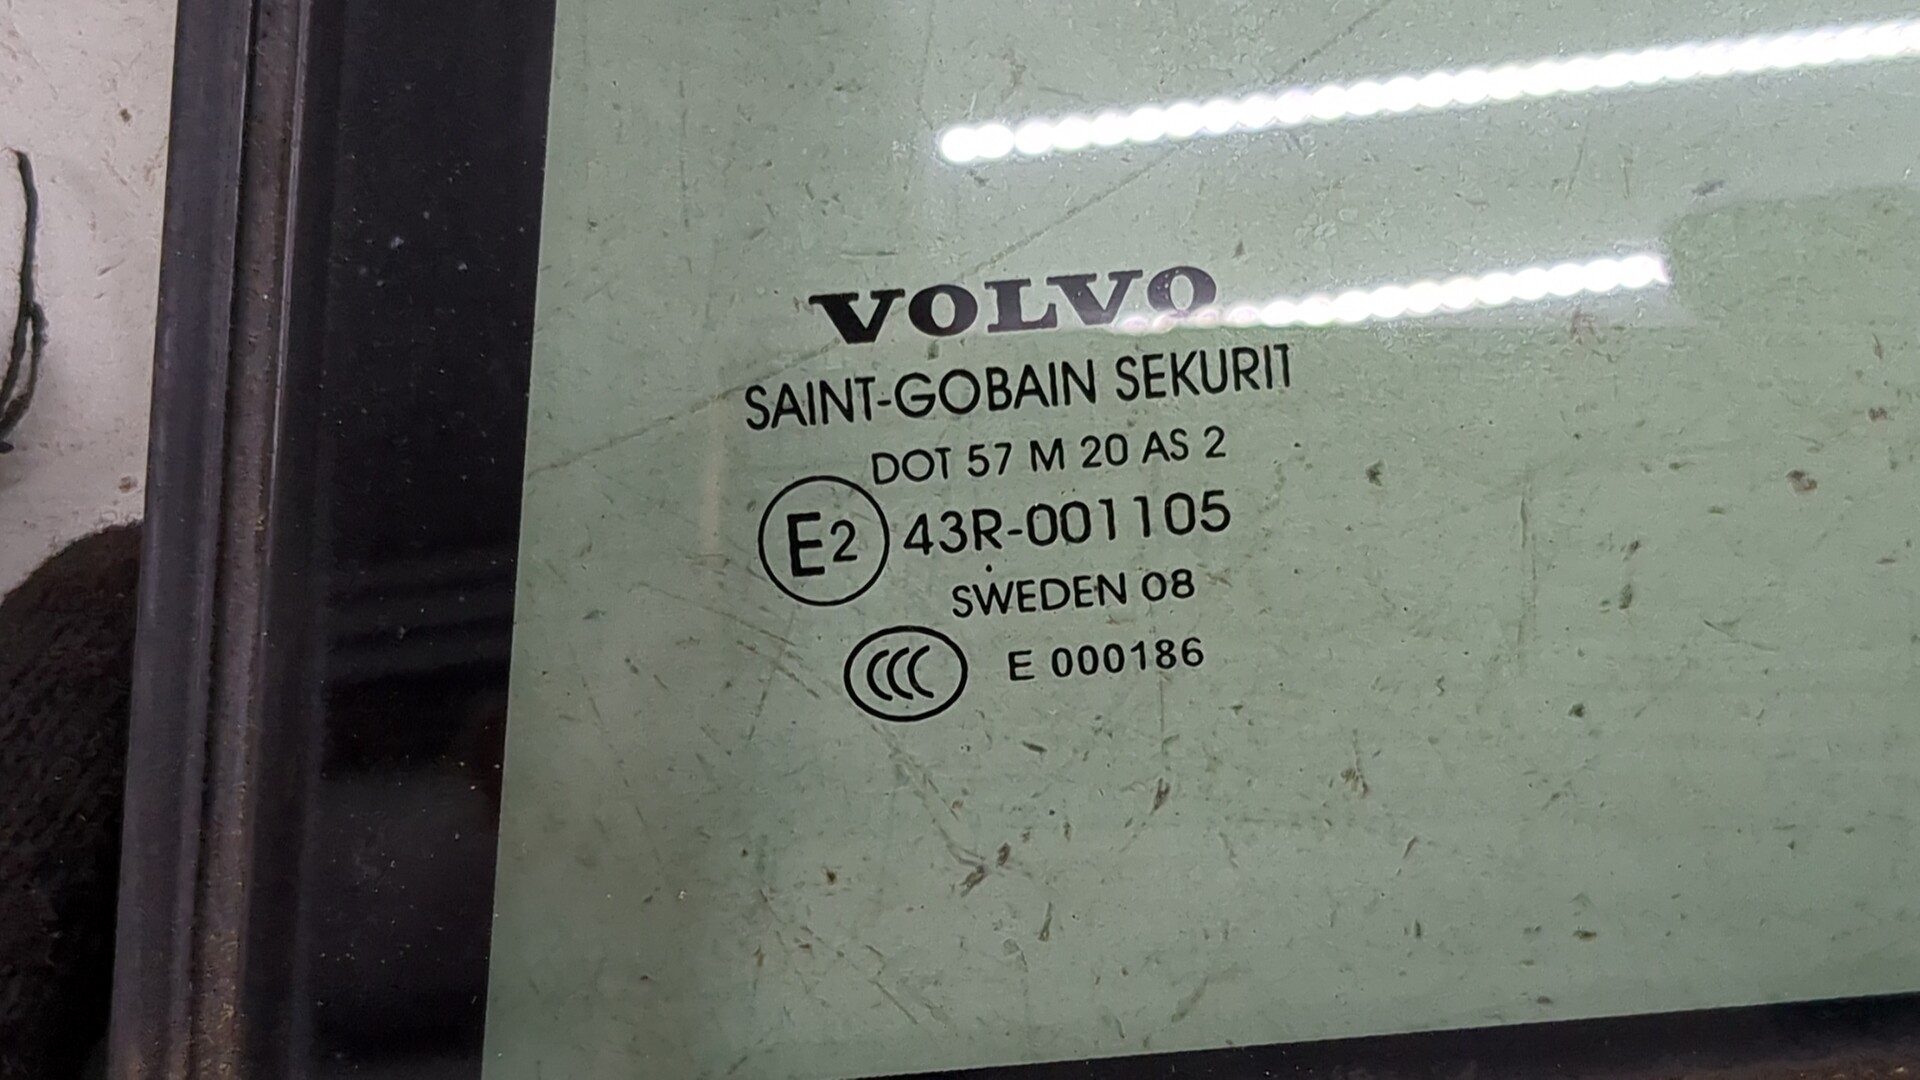 VOLVO
SAINT-GOBAIN SEKURIT
DOT 57 M 20 AS 2
E2 43R-001105
SWEDEN 08
CCC E 000186